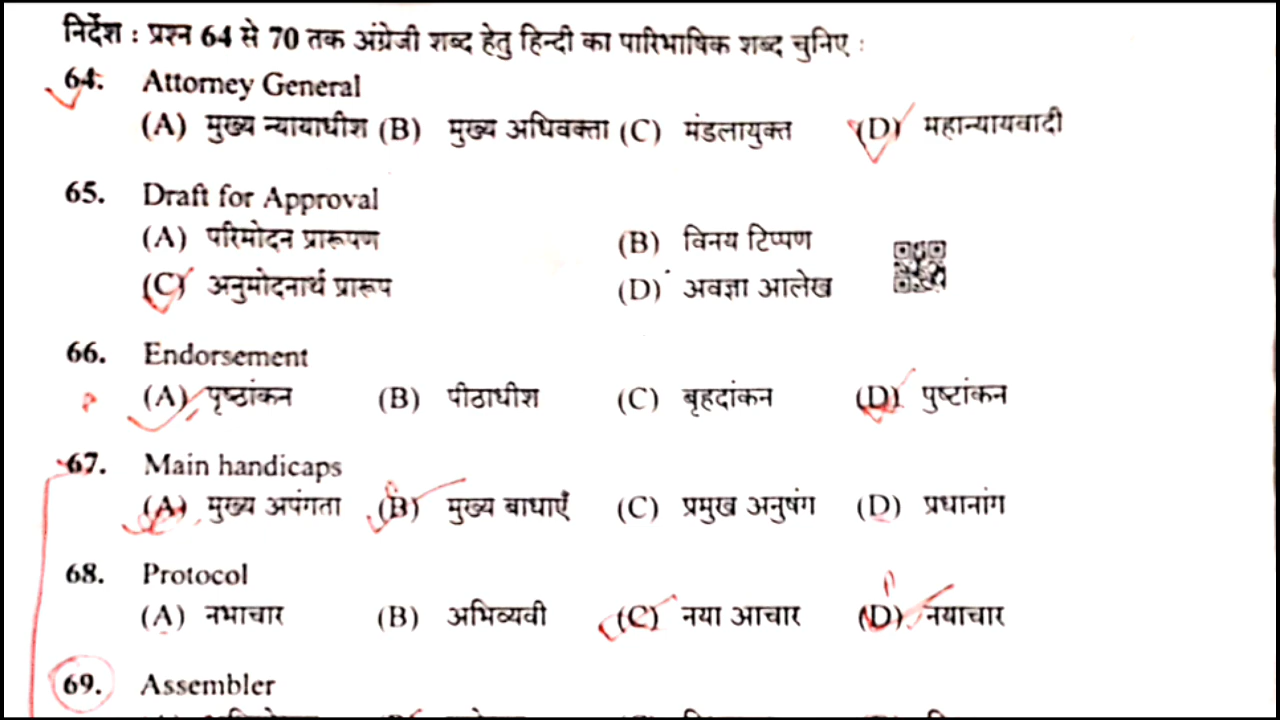 निर्देश : प्रश्न 64 से 70 तक अंग्रेजी शब्द हेतु हिन्दी का पारिभाषिक शब्द चुनिए :
64. Attorney General
(A) मुख्य न्यायाधीश (B) मुख्य अधिवक्ता (C) मंडलायुक्त (D) महान्यायवादी
65. Draft for Approval
(A) परिमोदन प्रारूपण (B) विनय टिप्पण
(C) अनुमोदनार्थ प्रारूप (D) अवज्ञा आलेख
66. Endorsement
(A) पृष्ठांकन (B) पीठाधीश (C) बृहदांकन (D) पुष्टांकन
67. Main handicaps
(A) मुख्य अपंगता (B) मुख्य बाधाएँ (C) प्रमुख अनुषंग (D) प्रधानांग
68. Protocol
(A) नभाचार (B) अभिव्यवी (C) नया आचार (D) नयाचार
69. Assembler